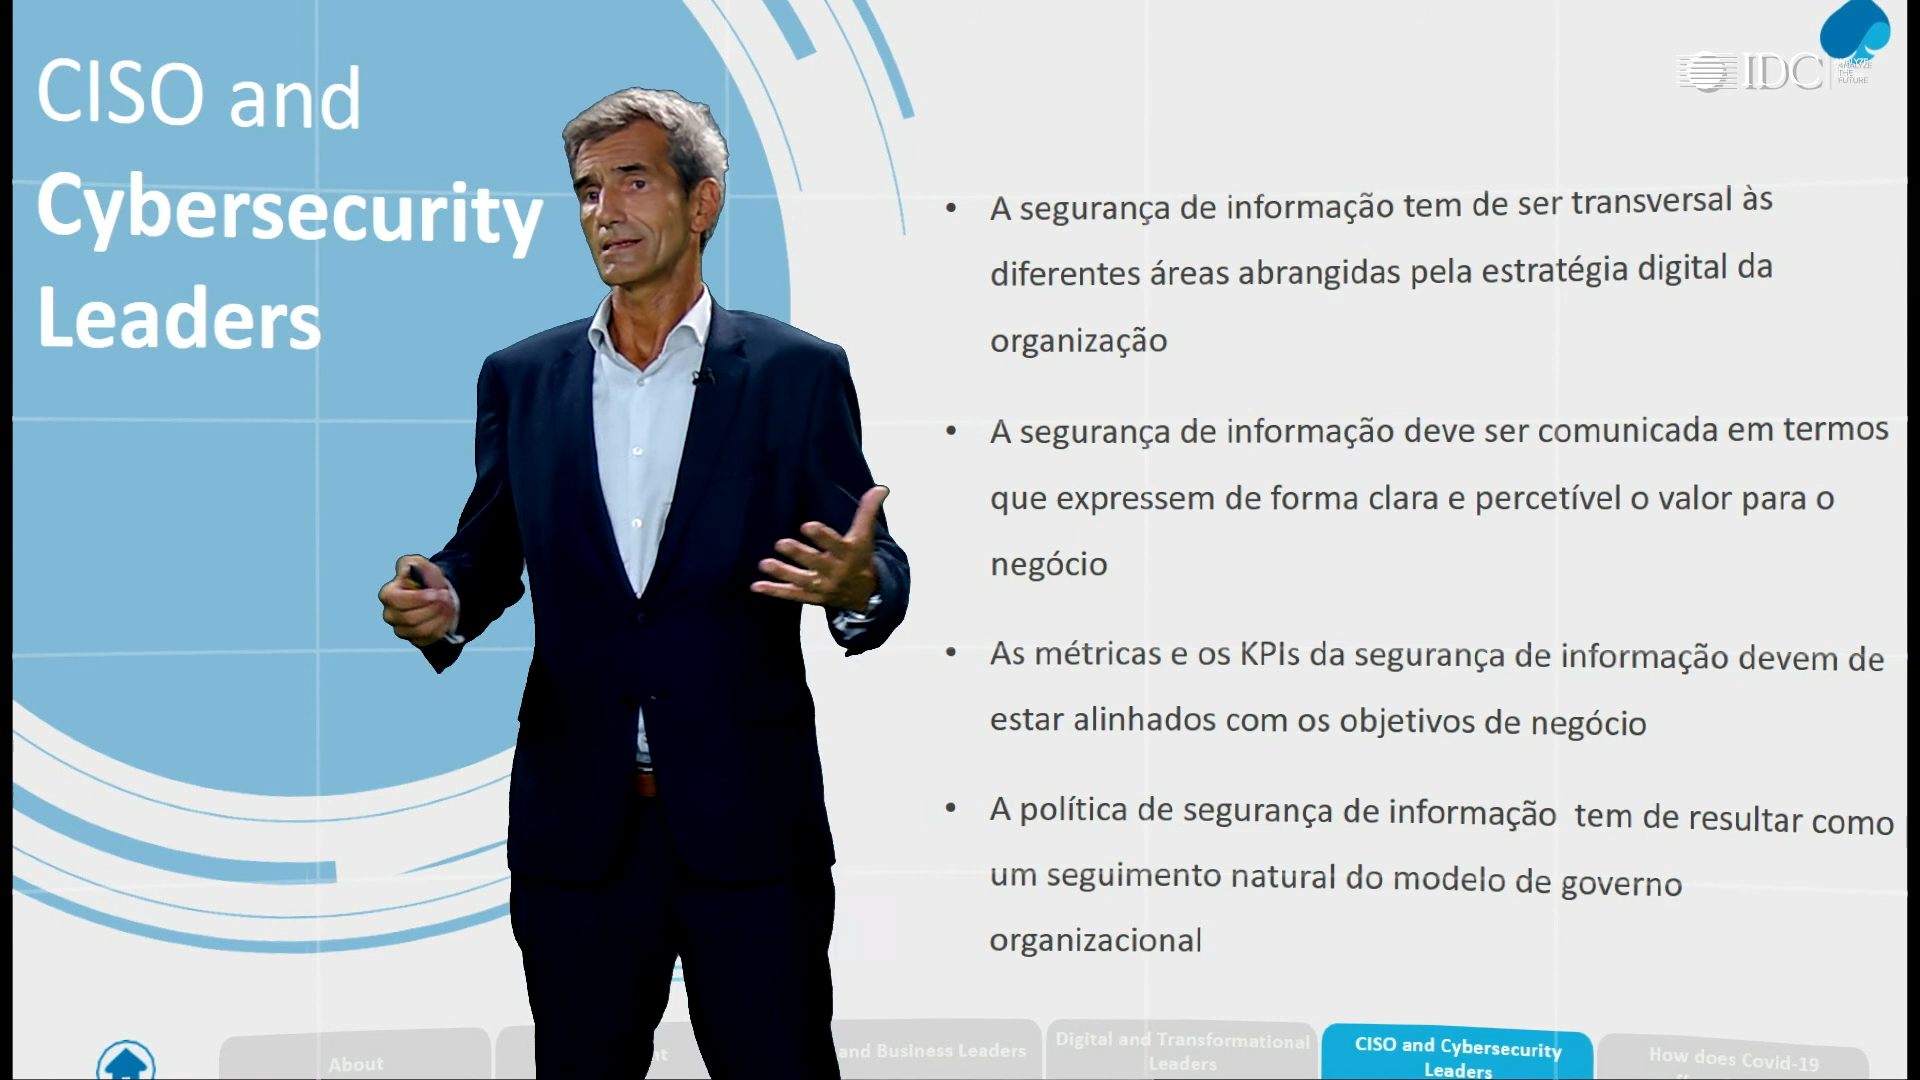 CISO and
Cybersecurity
Leaders
IDC
ANALYZE
THE
FUTURE
• A segurança de informação tem de ser transversal às
diferentes áreas abrangidas pela estratégia digital da
organização
• A segurança de informação deve ser comunicada em termos
que expressem de forma clara e percetível o valor para o
negócio
• As métricas e os KPIs da segurança de informação devem de
estar alinhados com os objetivos de negócio
• A política de segurança de informação tem de resultar como
um seguimento natural do modelo de governo
organizacional
About
and Business Leaders
Digital and Transformational
Leaders
CISO and Cybersecurity
Leaders
How does Covid-19